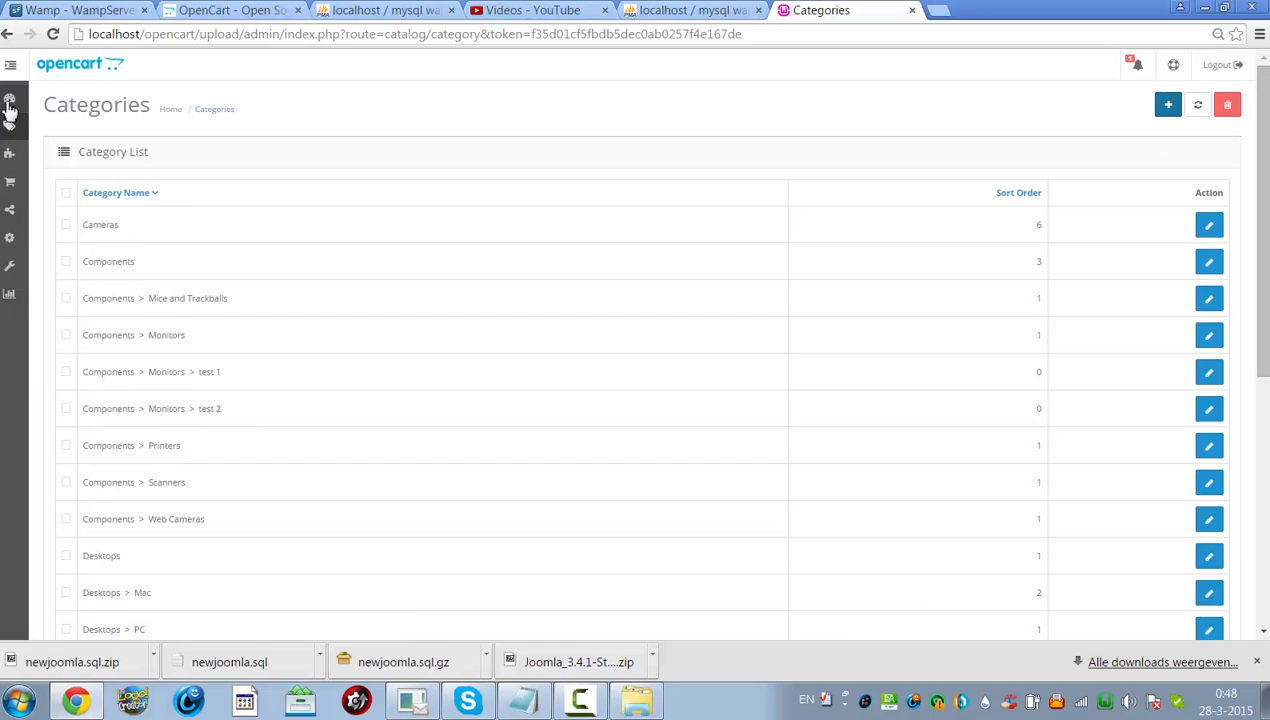 Wamp - WampServe
OpenCart - Open So
localhost / mysql wa
Videos - YouTube
localhost / mysql wa
Categories
localhost/opencart/upload/admin/index.php?route=catalog/category&token=f35d01cf5fbdb5dec0ab0257f4e167de
opencart
1
Logout
Categories
Home / Categories
Category List
Category Name
Sort Order
Action
Cameras
6
Components
3
Components > Mice and Trackballs
1
Components > Monitors
1
Components > Monitors > test 1
0
Components > Monitors > test 2
0
Components > Printers
1
Components > Scanners
1
Components > Web Cameras
1
Desktops
1
Desktops > Mac
2
Desktops > PC
1
newjoomla.sql.zip
newjoomla.sql
newjoomla.sql.gz
Joomla_3.4.1-St....zip
Alle downloads weergeven...
EN
0:48
28-3-2015